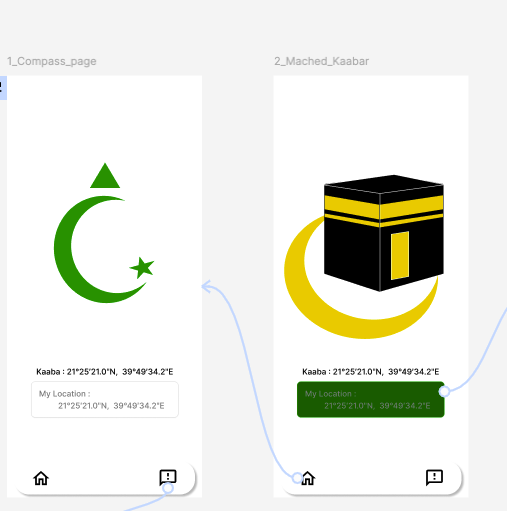 1_Compass_page
2_Mached_Kaabar
Kaaba : 21°25'21.0"N, 39°49'34.2"E
My Location :
21°25'21.0"N, 39°49'34.2"E
Kaaba : 21°25'21.0"N, 39°49'34.2"E
My Location :
21°25'21.0"N, 39°49'34.2"E